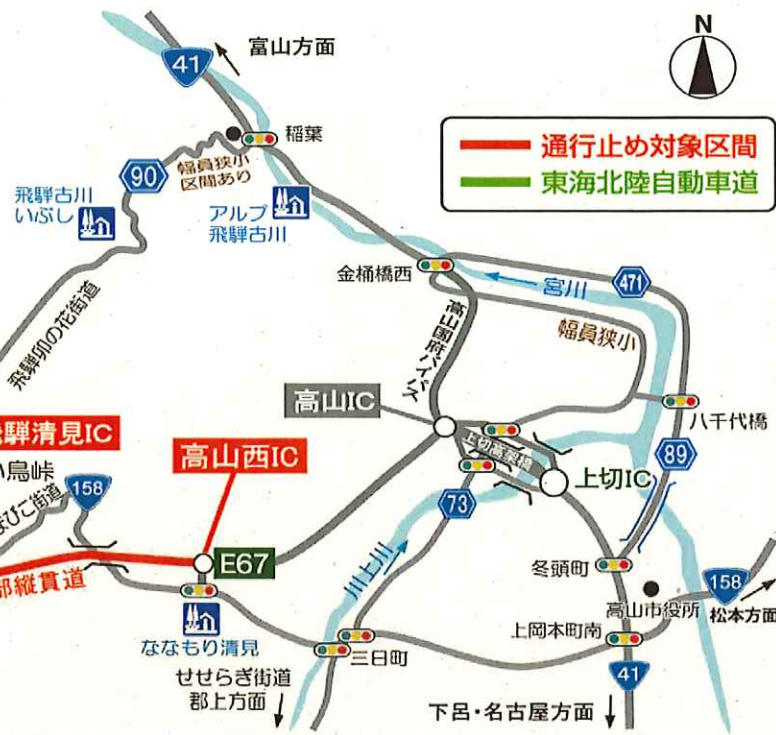 41
富山方面
N
稲葉
通行止め対象区間
東海北陸自動車道
幅員狭小
区間あり
90
飛騨古川
いぶし
アルプ
飛騨古川
金桶橋西
宮川
471
飛騨卯の花街道
高山国府バイパス
幅員狭小
高山IC
八千代橋
騨清見IC
高山西IC
上切高架橋
89
上切IC
鳥峠
158
73
まびこ街道
E67
川上川
冬頭町
部縦貫道
158
高山市役所
松本方面
ななもり清見
上岡本町南
三日町
せせらぎ街道
郡上方面
41
下呂・名古屋方面